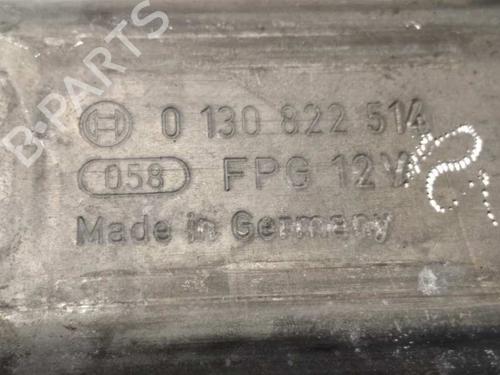 B-PARTS
0 130 822 514
058 FPG 12V
Made in Germany